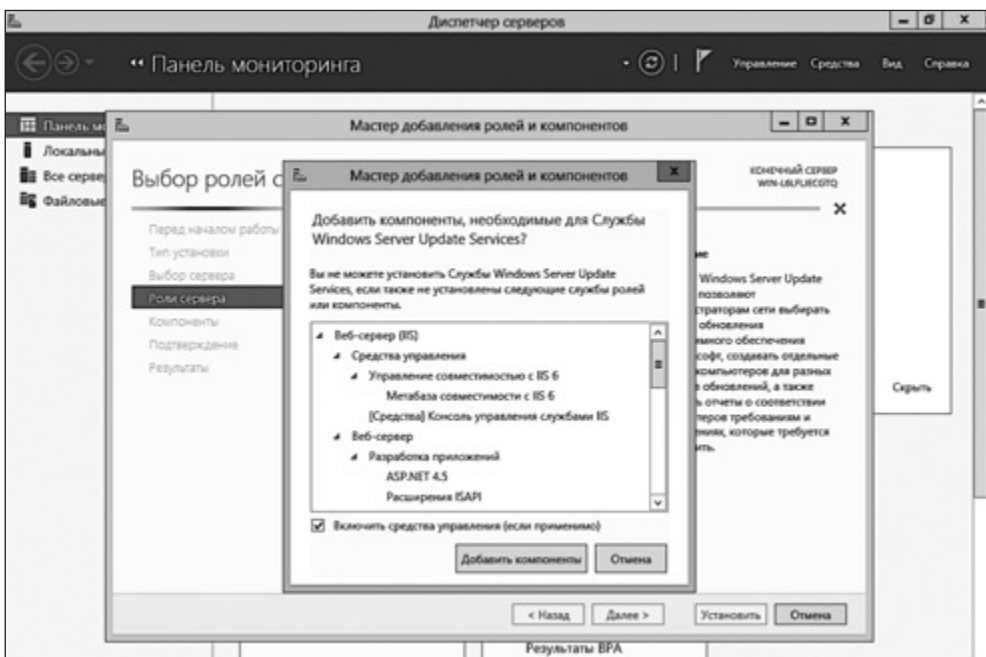 Диспетчер серверов
Панель мониторинга
Управление Средства Вид Справка
Панель мо
Локальны
Все серве
Файловые
Мастер добавления ролей и компонентов
Выбор ролей с
КОНЕЧНЫЙ СЕРВЕР
Перед началом работы
Тип установки
Выбор сервера
Роли сервера
Компоненты
Подтверждение
Результаты
Мастер добавления ролей и компонентов
Добавить компоненты, необходимые для Службы
Windows Server Update Services?
Вы не можете установить Службы Windows Server Update
Services, если также не установлены следующие службы ролей
или компоненты.
Веб-сервер (IIS)
Средства управления
Управление совместимостью с IIS 6
Метабаза совместимости с IIS 6
[Средства] Консоль управления службами IIS
Веб-сервер
Разработка приложений
ASP.NET 4.5
Расширения ISAPI
Включить средства управления (если применимо)
Добавить компоненты Отмена
ие
Windows Server Update
позволяют
страторам сети выбирать
обновления
ммного обеспечения
софт, создавать отдельные
компьютеров для разных
в обновлений, а также
ь отчеты о соответствии
теров требованиям и
ениях, которые требуется
ить.
Скрыть
< Назад Далее > Установить Отмена
Результаты BPA